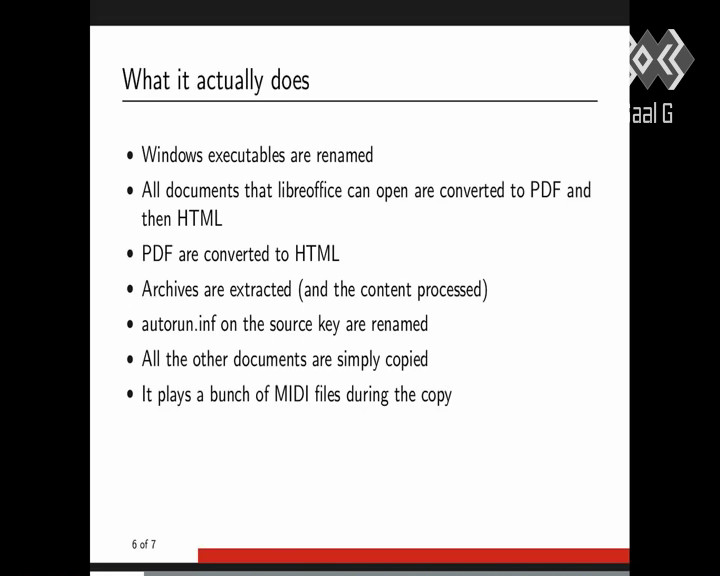 What it actually does
• Windows executables are renamed
• All documents that libreoffice can open are converted to PDF and
then HTML
• PDF are converted to HTML
• Archives are extracted (and the content processed)
• autorun.inf on the source key are renamed
• All the other documents are simply copied
• It plays a bunch of MIDI files during the copy
6 of 7
aal G